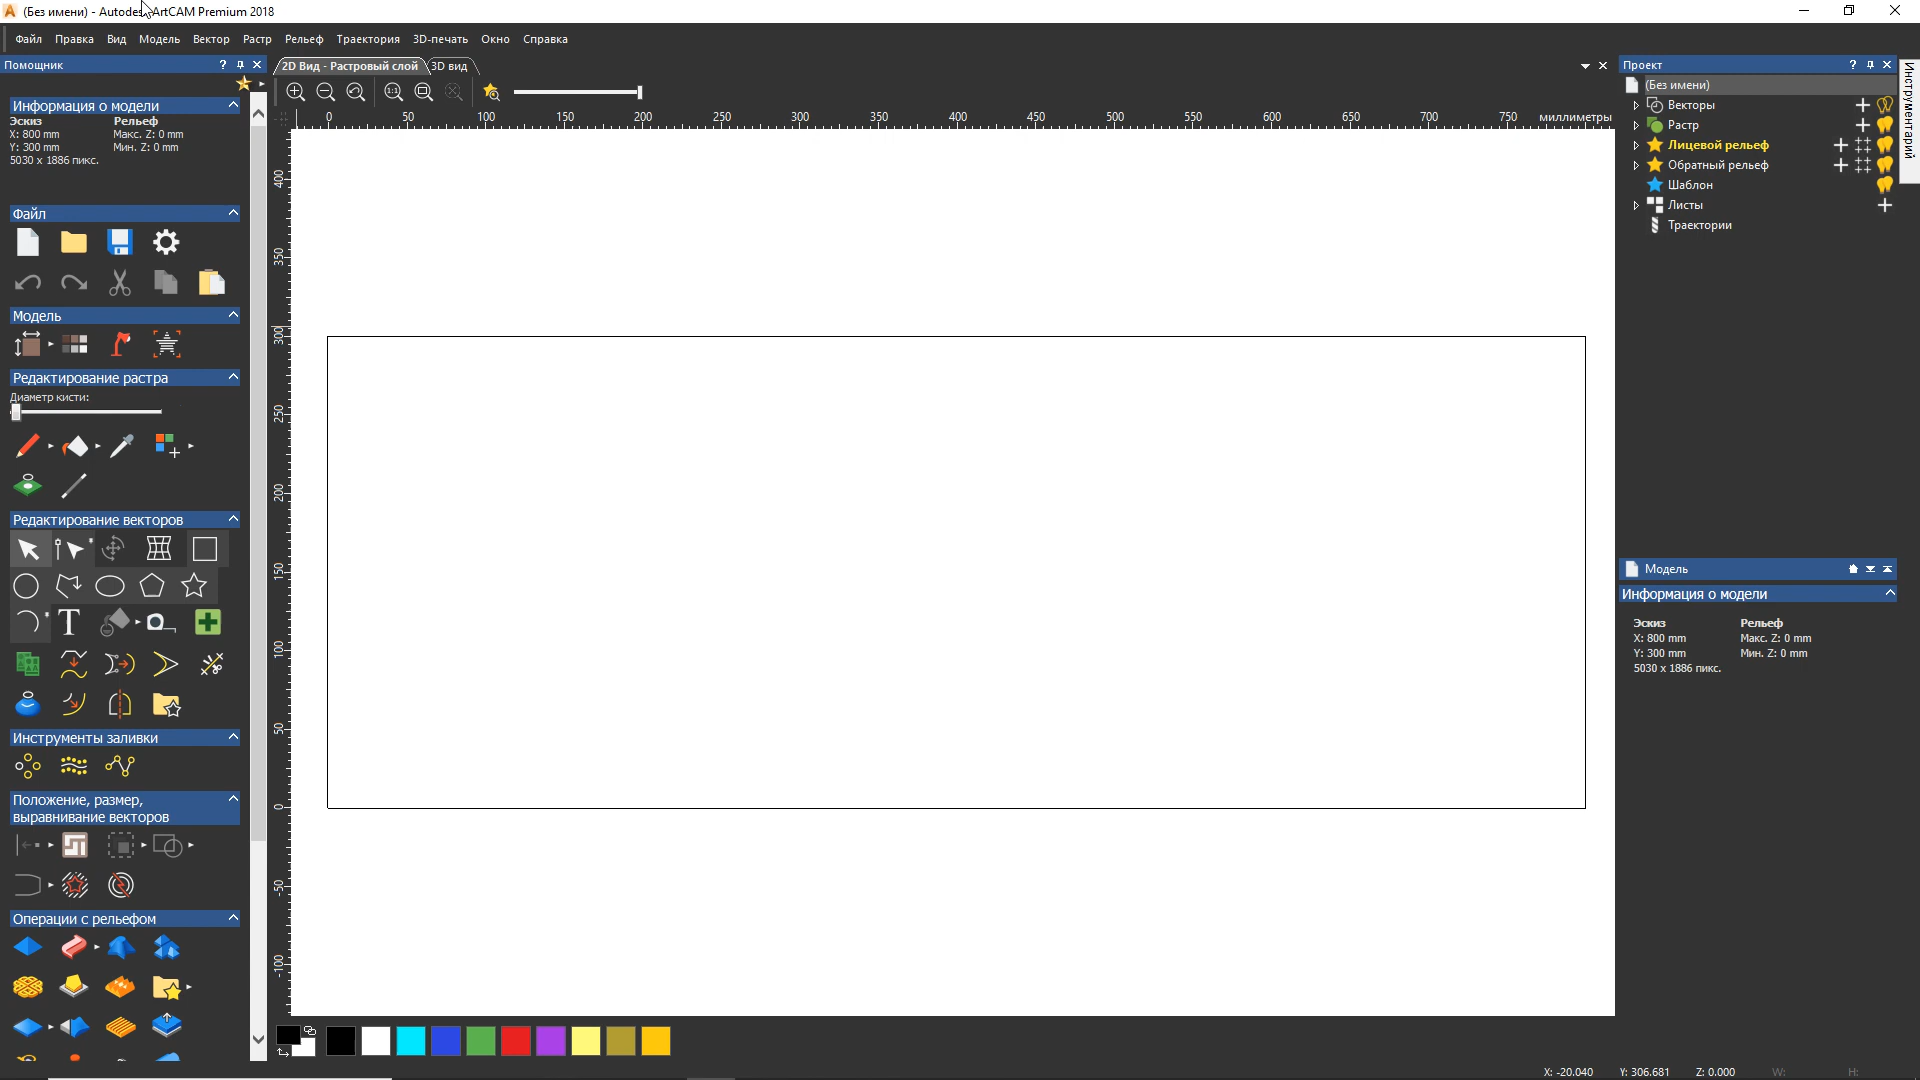 (Без имени) - Autodesk ArtCAM Premium 2018
Файл Правка Вид Модель Вектор Растр Рельеф Траектория 3D-печать Окно Справка
Помощник
Информация о модели
Эскиз Рельеф
X: 800 mm Макс. Z: 0 mm
Y: 300 mm Мин. Z: 0 mm
5030 x 1886 пикс.
Файл
Модель
Редактирование растра
Диаметр кисти:
Редактирование векторов
Инструменты заливки
Положение, размер,
выравнивание векторов
Операции с рельефом
2D Вид - Растровый слой 3D вид
1:1
0 50 100 150 200 250 300 350 400 450 500 550 600 650 700 750 миллиметры
400
350
300
250
200
150
100
50
0
-50
-100
Проект
(Без имени)
Векторы
Растр
Лицевой рельеф
Обратный рельеф
Шаблон
Листы
Траектории
Инструментарий
Модель
Информация о модели
Эскиз Рельеф
X: 800 mm Макс. Z: 0 mm
Y: 300 mm Мин. Z: 0 mm
5030 x 1886 пикс.
X: -20.040 Y: 306.681 Z: 0.000 W: H: